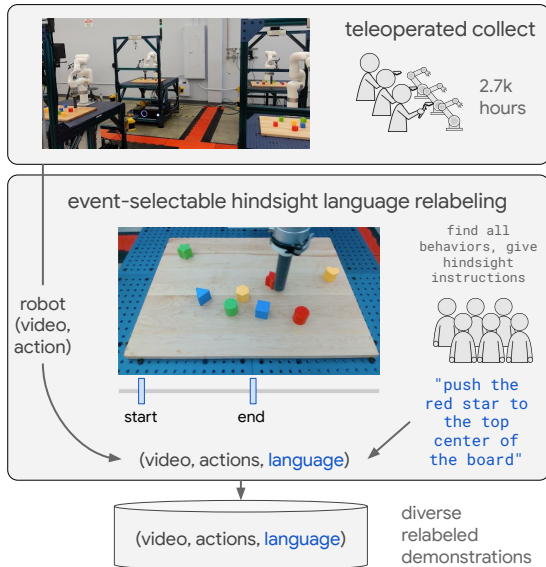 teleoperated collect
2.7k
hours
event-selectable hindsight language relabeling
find all
behaviors, give
hindsight
instructions
robot
(video,
action)
start
end
"push the
red star to
the top
center of
the board"
(video, actions, language)
(video, actions, language)
diverse
relabeled
demonstrations